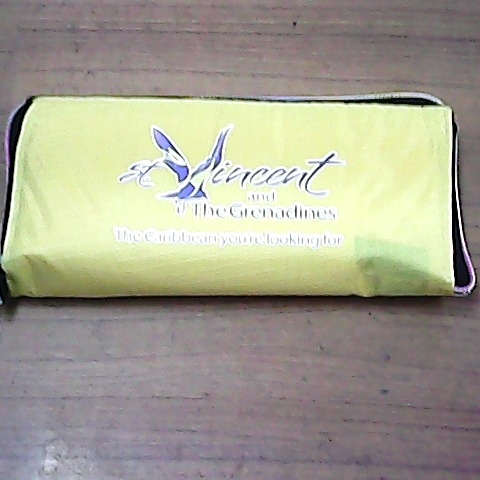 st Vincent
and
The Grenadines
The Caribbean you're looking for